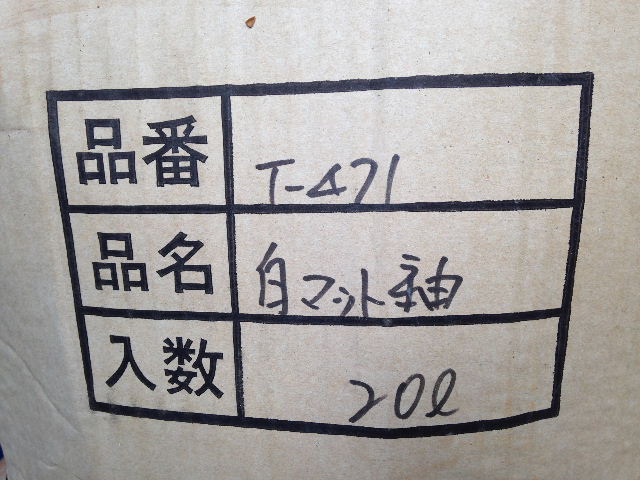 品番 T-471
品名 白マット釉
入数 20l